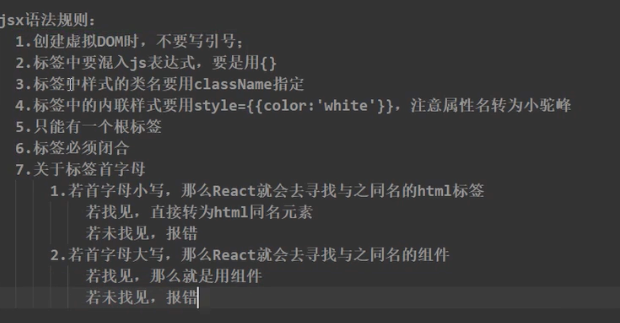 jsx语法规则:
1.创建虚拟DOM时，不要写引号;
2.标签中要混入js表达式，要是用{}
3.标签中样式的类名要用className指定
4.标签中的内联样式要用style={{color:'white'}}，注意属性名转为小驼峰
5.只能有一个根标签
6.标签必须闭合
7.关于标签首字母
1.若首字母小写，那么React就会去寻找与之同名的html标签
若找见，直接转为html同名元素
若未找见，报错
2.若首字母大写，那么React就会去寻找与之同名的组件
若找见，那么就是用组件
若未找见，报错